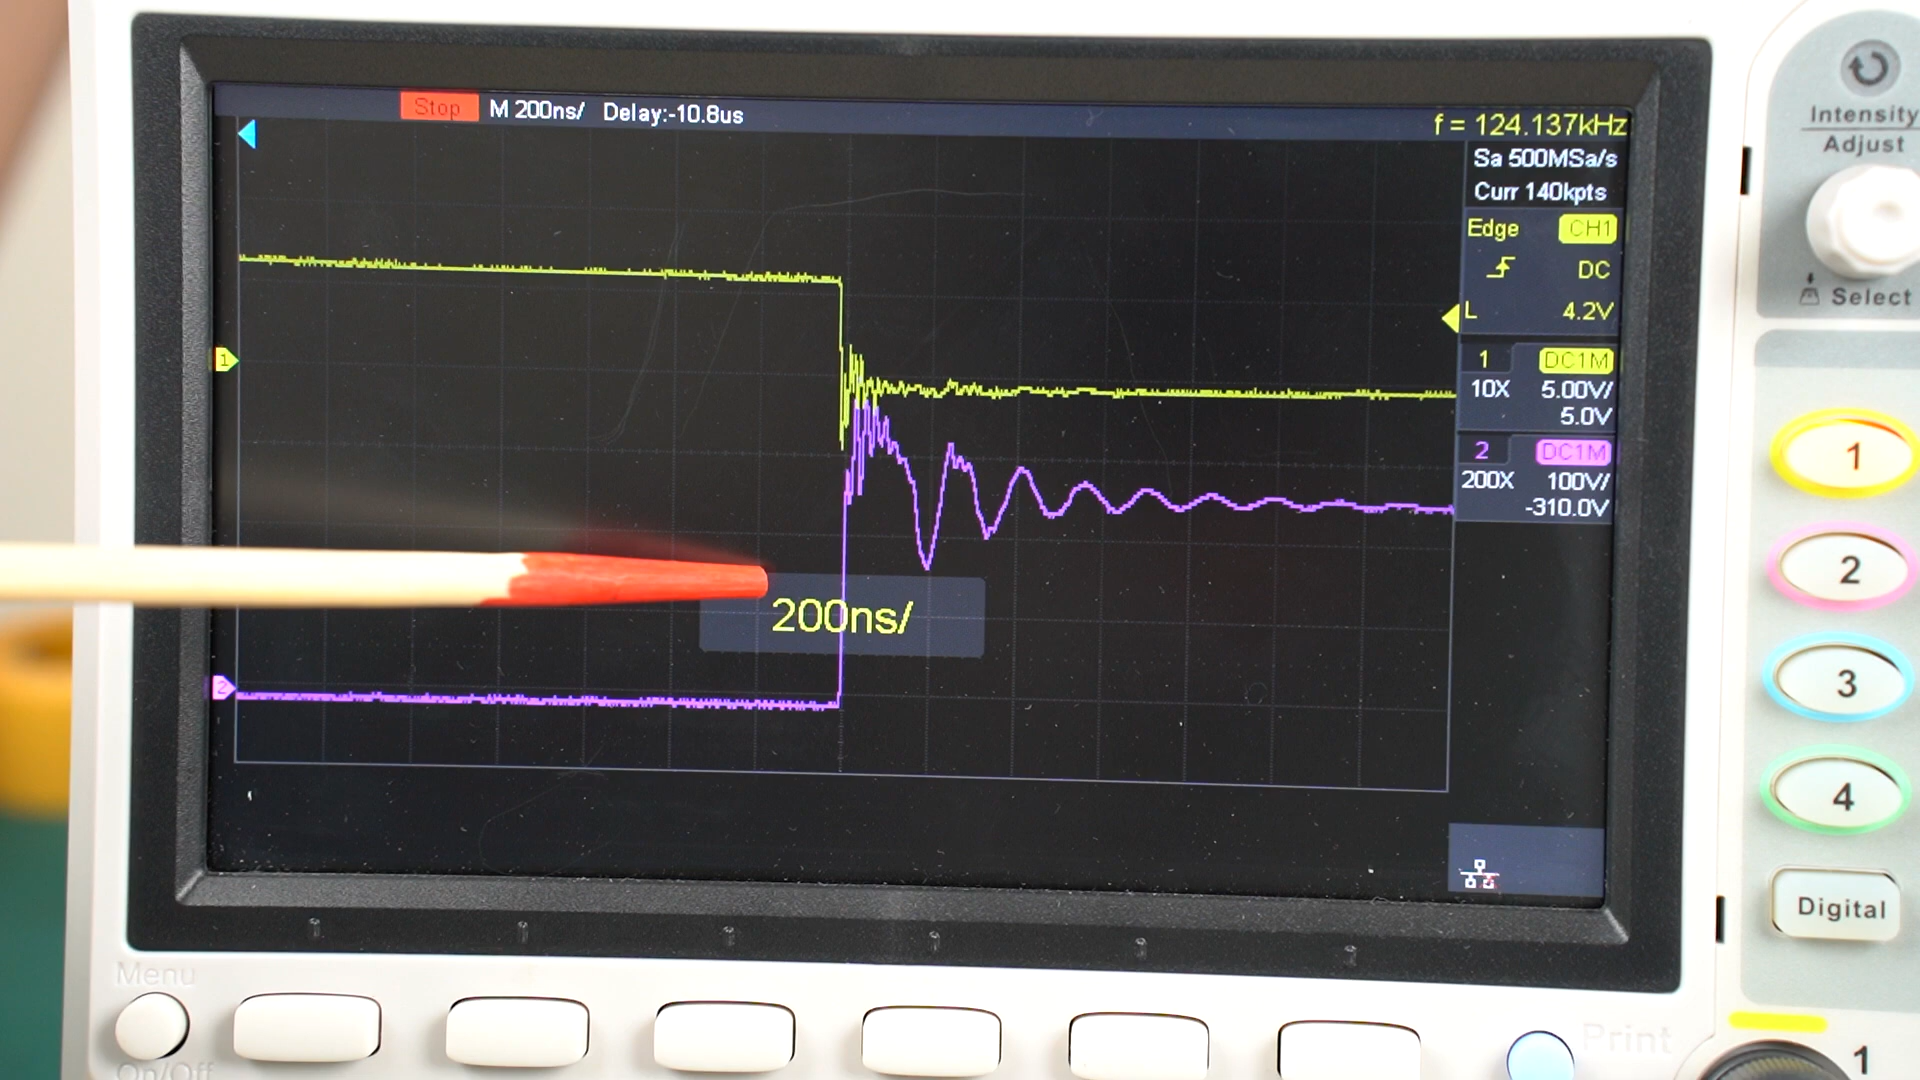 Stop M 200ns/ Delay:-10.8us
f = 124.137kHz
Sa 500MSa/s
Curr 140kpts
Edge CH1
DC
L 4.2V
1 DC1M
10X 5.00V/
5.0V
2 DC1M
200X 100V/
-310.0V
1
2
200ns/
Intensity
Adjust
Select
1
2
3
4
Digital
Menu
On/Off
Print
1